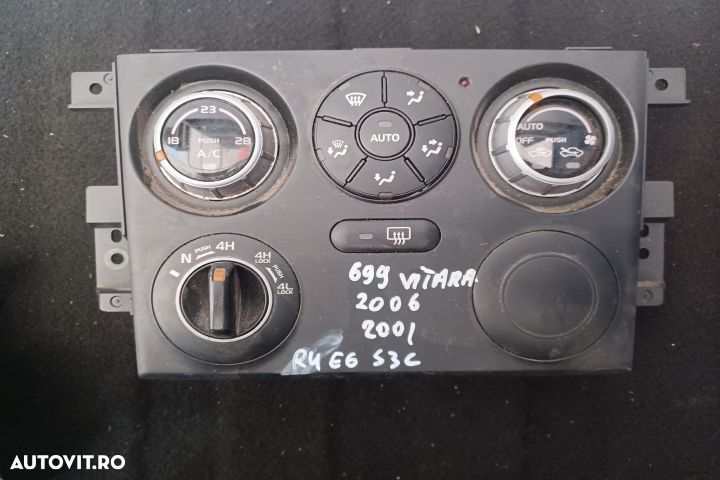 23
18 PUSH 28
A/C
AUTO
AUTO
PUSH
OFF
N PUSH 4H
4H LOCK
PUSH
4L LOCK
699 VITARA
2006
2001
R4 E6 S3C
AUTOVIT.RO